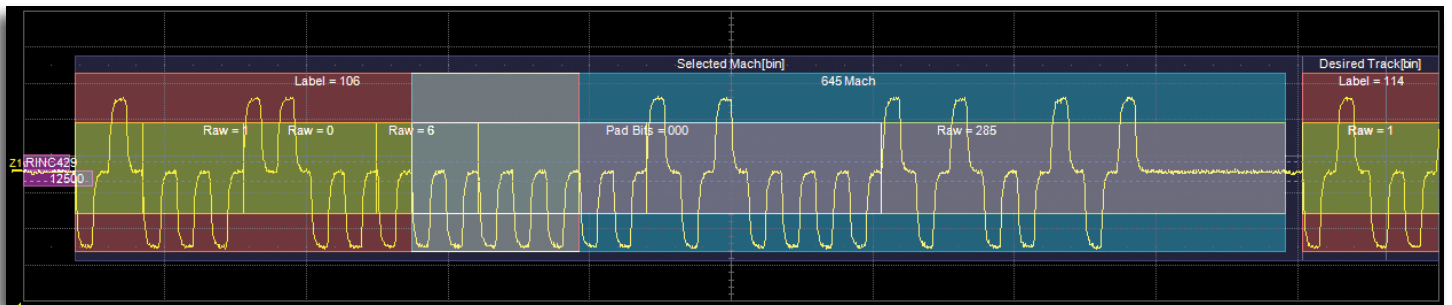 Selected Mach[bin]
Desired Track[bin]
Label = 106
645 Mach
Label = 114
Raw = 1
Raw = 0
Raw = 6
Pad Bits = 000
Raw = 285
Raw = 1
Z1
ARINC429
12500